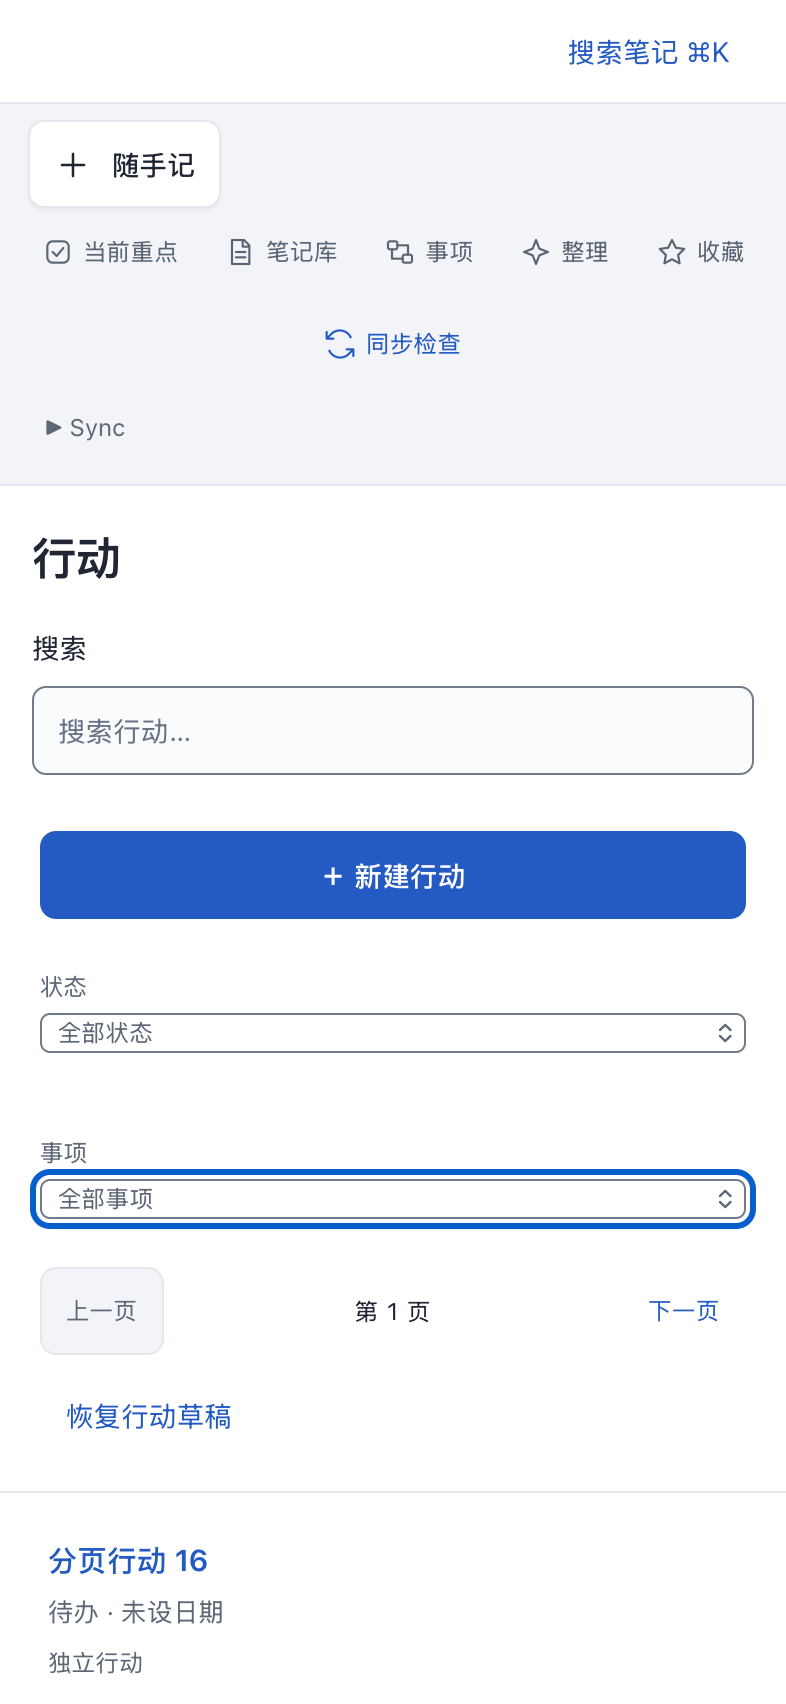 搜索笔记 ⌘K
+ 随手记
当前重点 笔记库 事项 整理 收藏
同步检查
▶ Sync
行动
搜索
搜索行动...
+ 新建行动
状态
全部状态
事项
全部事项
上一页 第 1 页 下一页
恢复行动草稿
分页行动 16
待办 · 未设日期
独立行动